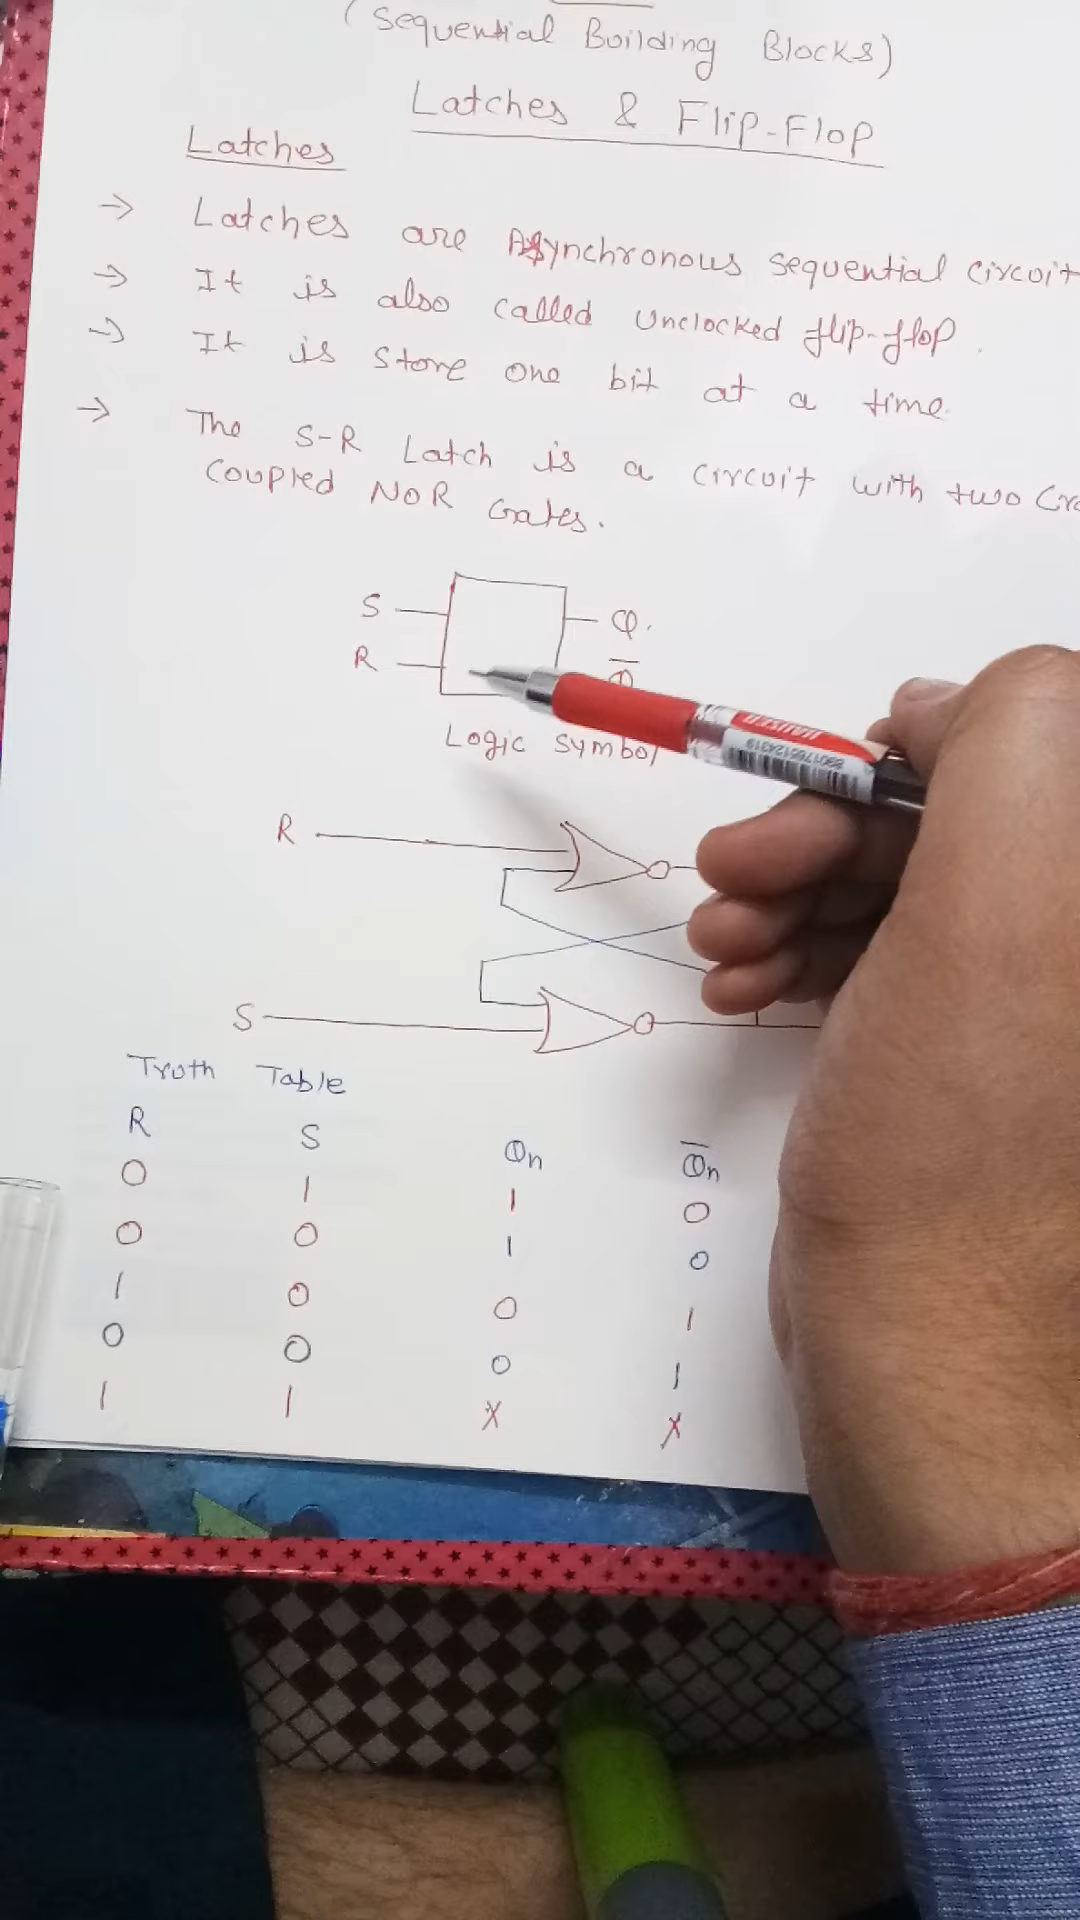 (Sequential Building Blocks)
Latches & Flip-Flop
Latches
→ Latches are Asynchronous sequential circuit
→ It is also called unclocked flip-flop.
→ It is store one bit at a time.
→ The S-R Latch is a circuit with two
coupled NOR Gates.
S Q.
R
Logic symbol
R
S
Truth Table
R S Qn Q̅n
0 1 1 0
0 0 1 0
1 0 0 1
0 0 0 1
1 1 X X
HAUSER
8901765124319